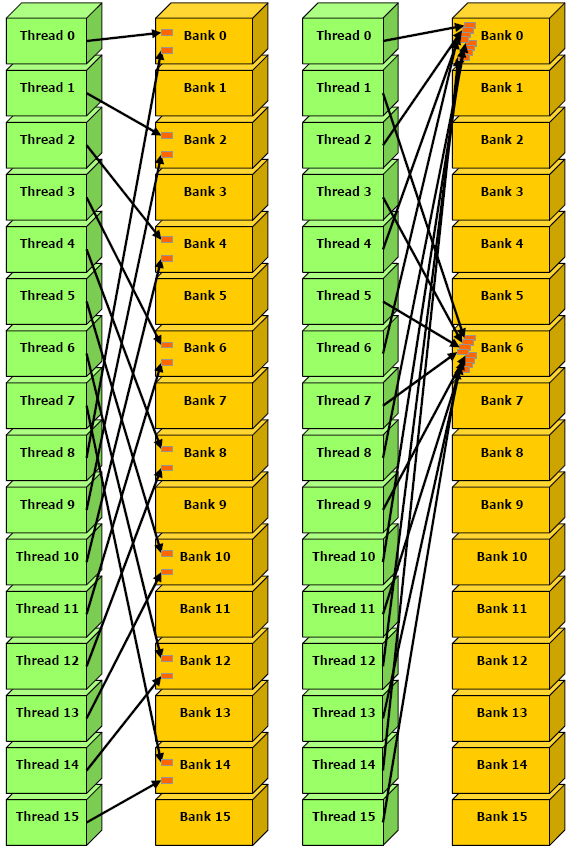 Thread 0 Bank 0 Thread 0 Bank 0
Thread 1 Bank 1 Thread 1 Bank 1
Thread 2 Bank 2 Thread 2 Bank 2
Thread 3 Bank 3 Thread 3 Bank 3
Thread 4 Bank 4 Thread 4 Bank 4
Thread 5 Bank 5 Thread 5 Bank 5
Thread 6 Bank 6 Thread 6 Bank 6
Thread 7 Bank 7 Thread 7 Bank 7
Thread 8 Bank 8 Thread 8 Bank 8
Thread 9 Bank 9 Thread 9 Bank 9
Thread 10 Bank 10 Thread 10 Bank 10
Thread 11 Bank 11 Thread 11 Bank 11
Thread 12 Bank 12 Thread 12 Bank 12
Thread 13 Bank 13 Thread 13 Bank 13
Thread 14 Bank 14 Thread 14 Bank 14
Thread 15 Bank 15 Thread 15 Bank 15